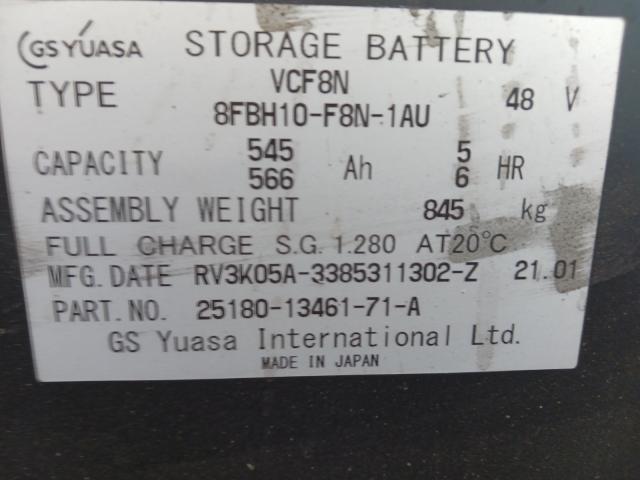 GS YUASA STORAGE BATTERY
TYPE VCF8N 48 V
8FBH10-F8N-1AU
CAPACITY 545 Ah 5 HR
566 6
ASSEMBLY WEIGHT 845 kg
FULL CHARGE S.G. 1.280 AT20°C
MFG. DATE RV3K05A-3385311302-Z 21.01
PART. NO. 25180-13461-71-A
GS Yuasa International Ltd.
MADE IN JAPAN